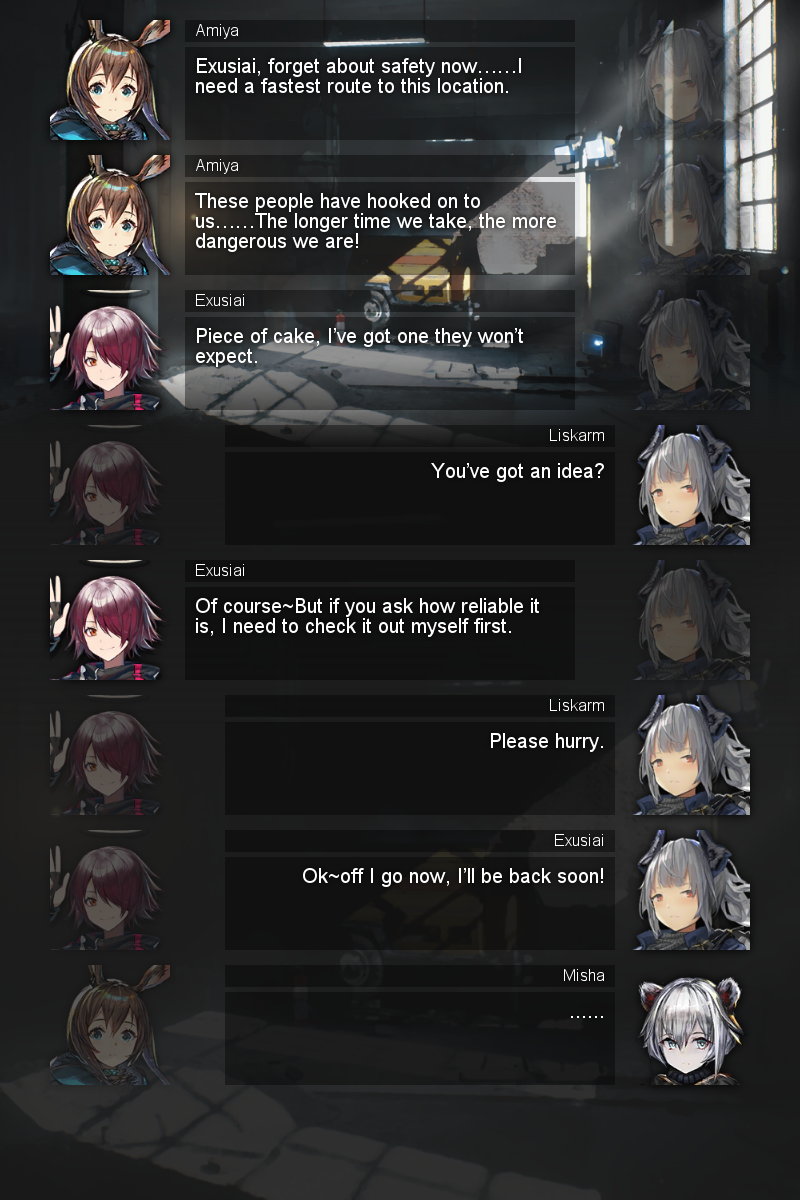 Amiya
Exusiai, forget about safety now……I
need a fastest route to this location.
Amiya
These people have hooked on to
us……The longer time we take, the more
dangerous we are!
Exusiai
Piece of cake, I’ve got one they won’t
expect.
Liskarm
You’ve got an idea?
Exusiai
Of course~But if you ask how reliable it
is, I need to check it out myself first.
Liskarm
Please hurry.
Exusiai
Ok~off I go now, I’ll be back soon!
Misha
……